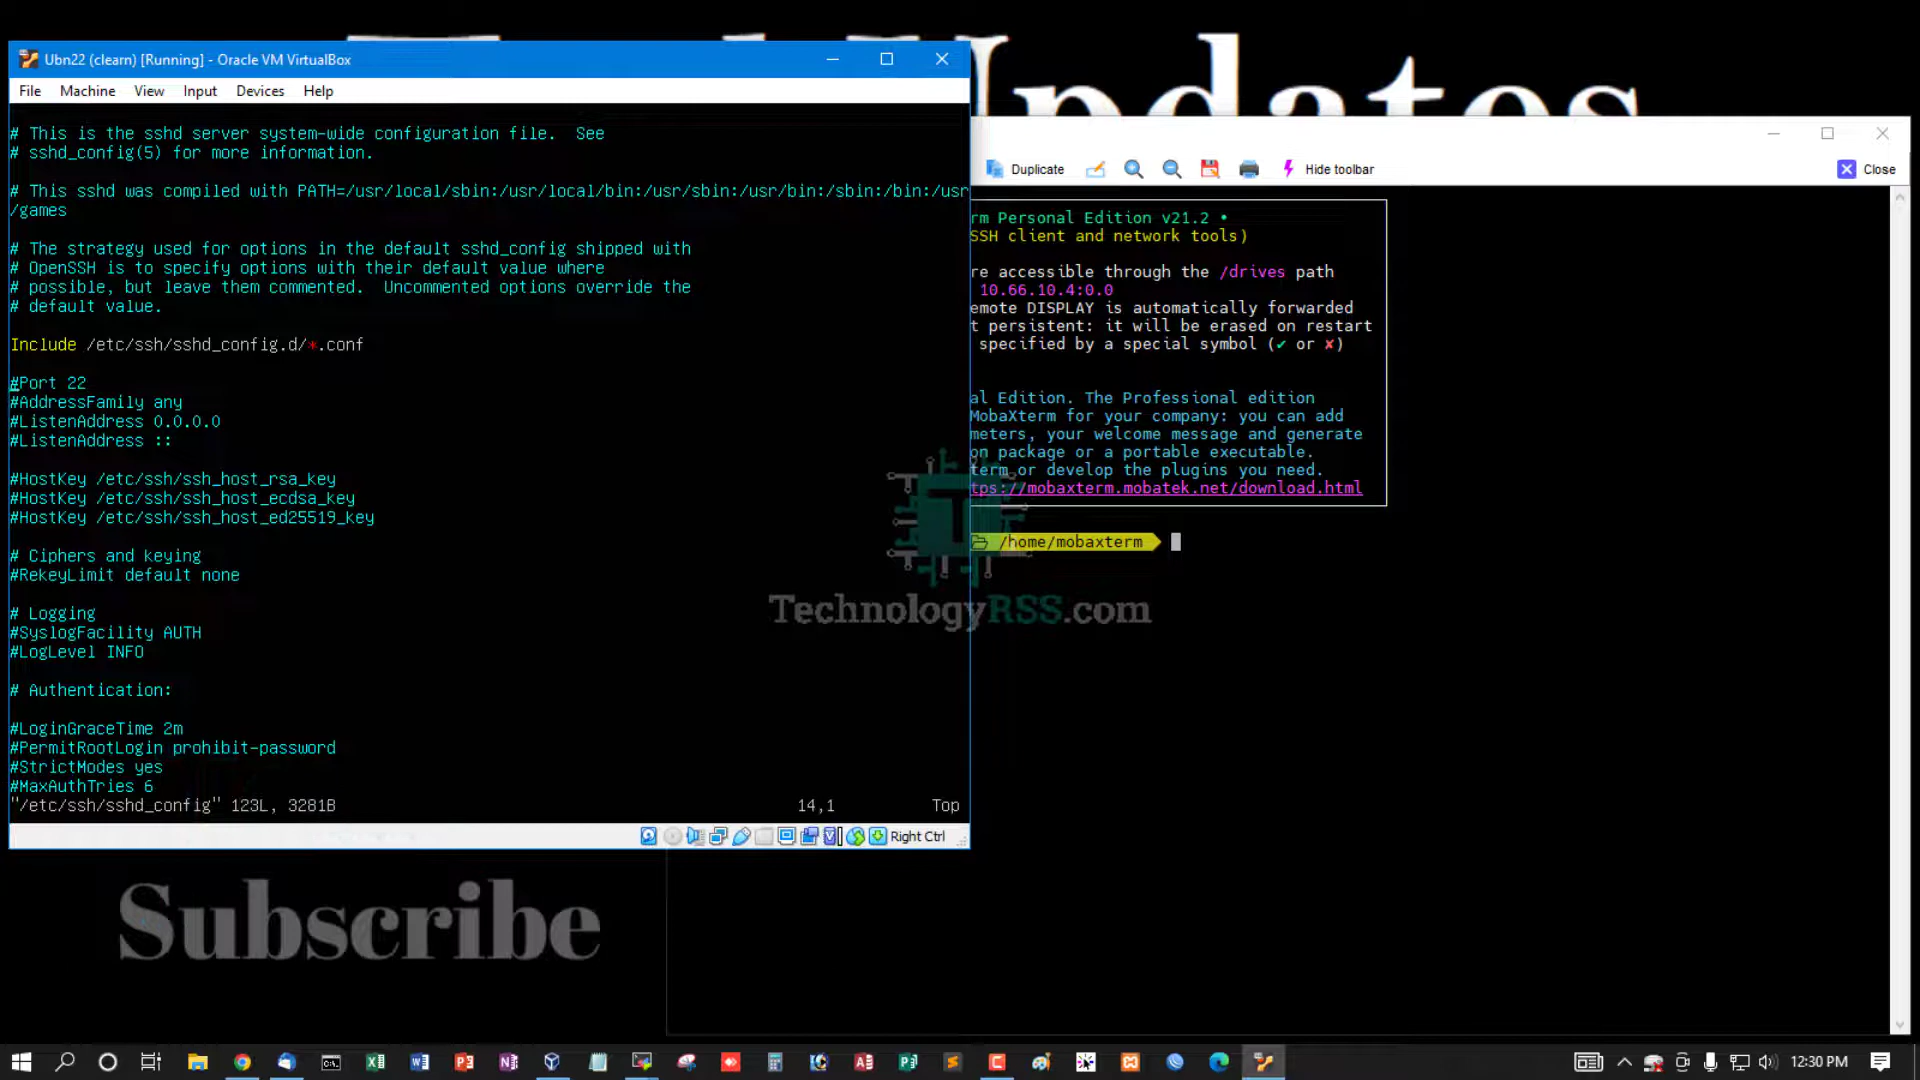 Updates
Ubn22 (clearn) [Running] - Oracle VM VirtualBox
File Machine View Input Devices Help
# This is the sshd server system-wide configuration file.  See
# sshd_config(5) for more information.
# This sshd was compiled with PATH=/usr/local/sbin:/usr/local/bin:/usr/sbin:/usr/bin:/sbin:/bin:/usr
/games
# The strategy used for options in the default sshd_config shipped with
# OpenSSH is to specify options with their default value where
# possible, but leave them commented.  Uncommented options override the
# default value.
Include /etc/ssh/sshd_config.d/*.conf
#Port 22
#AddressFamily any
#ListenAddress 0.0.0.0
#ListenAddress ::
#HostKey /etc/ssh/ssh_host_rsa_key
#HostKey /etc/ssh/ssh_host_ecdsa_key
#HostKey /etc/ssh/ssh_host_ed25519_key
# Ciphers and keying
#RekeyLimit default none
# Logging
#SyslogFacility AUTH
#LogLevel INFO
# Authentication:
#LoginGraceTime 2m
#PermitRootLogin prohibit-password
#StrictModes yes
#MaxAuthTries 6
"/etc/ssh/sshd_config" 123L, 3281B 14,1 Top
Right Ctrl
Duplicate Hide toolbar Close
rm Personal Edition v21.2 •
SSH client and network tools)
re accessible through the /drives path
10.66.10.4:0.0
emote DISPLAY is automatically forwarded
t persistent: it will be erased on restart
specified by a special symbol (✔ or ✘)
al Edition. The Professional edition
MobaXterm for your company: you can add
meters, your welcome message and generate
on package or a portable executable.
term or develop the plugins you need.
tps://mobaxterm.mobatek.net/download.html
/home/mobaxterm
TechnologyRSS.com
Subscribe
12:30 PM